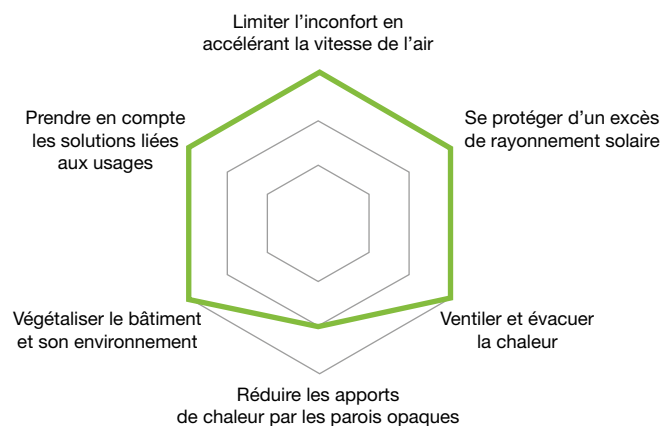 Limiter l’inconfort en
accélérant la vitesse de l’air
Prendre en compte
les solutions liées
aux usages
Se protéger d’un excès
de rayonnement solaire
Végétaliser le bâtiment
et son environnement
Ventiler et évacuer
la chaleur
Réduire les apports
de chaleur par les parois opaques